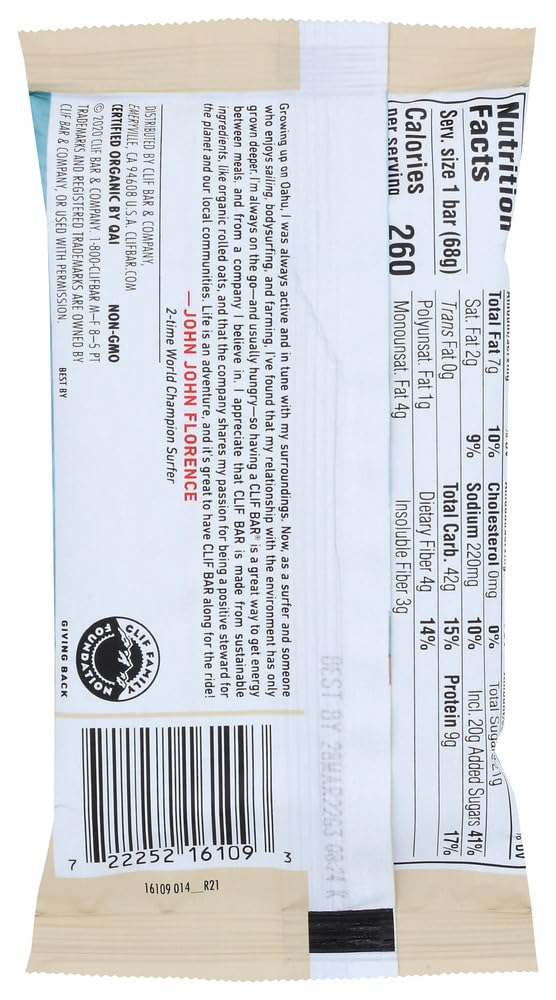 Nutrition
Facts
Serv. size 1 bar (68g)
Calories 260
per serving
Total Fat 7g 10%
Sat. Fat 2g 9%
Trans Fat 0g
Polyunsat. Fat 1g
Monounsat. Fat 4g
Cholesterol 0mg 0%
Sodium 220mg 10%
Total Carb. 42g 15%
Dietary Fiber 4g 14%
Insoluble Fiber 3g
Total Sugars 21g
Incl. 20g Added Sugars 41%
Protein 9g 17%
Growing up on Oahu, I was always active and in tune with my surroundings. Now, as a surfer and someone
who enjoys sailing, bodysurfing, and farming, I've found that my relationship with the environment has only
grown deeper. I'm always on the go—and usually hungry—so having a CLIF BAR® is a great way to get energy
between meals, and from a company I believe in. I appreciate that CLIF BAR is made from sustainable
ingredients, like organic rolled oats, and that the company shares my passion for being a positive steward for
the planet and our local communities. Life is an adventure, and it's great to have CLIF BAR along for the ride!
—JOHN JOHN FLORENCE
2-time World Champion Surfer
DISTRIBUTED BY CLIF BAR & COMPANY,
EMERYVILLE, CA 94608 U.S.A. CLIFBAR.COM
CERTIFIED ORGANIC BY QAI NON-GMO
© 2020 CLIF BAR & COMPANY. 1-800-CLIFBAR M–F 8–5 PT
TRADEMARKS AND REGISTERED TRADEMARKS ARE OWNED BY
CLIF BAR & COMPANY, OR USED WITH PERMISSION.
BEST BY
CLIF FAMILY
FOUNDATION
GIVING BACK
7 22252 16109 3
16109 014__R21
BEST BY